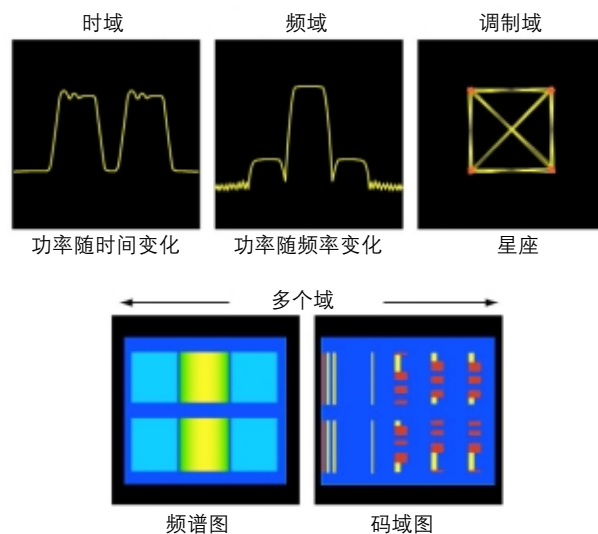 时域
频域
调制域
功率随时间变化
功率随频率变化
星座
多个域
频谱图
码域图